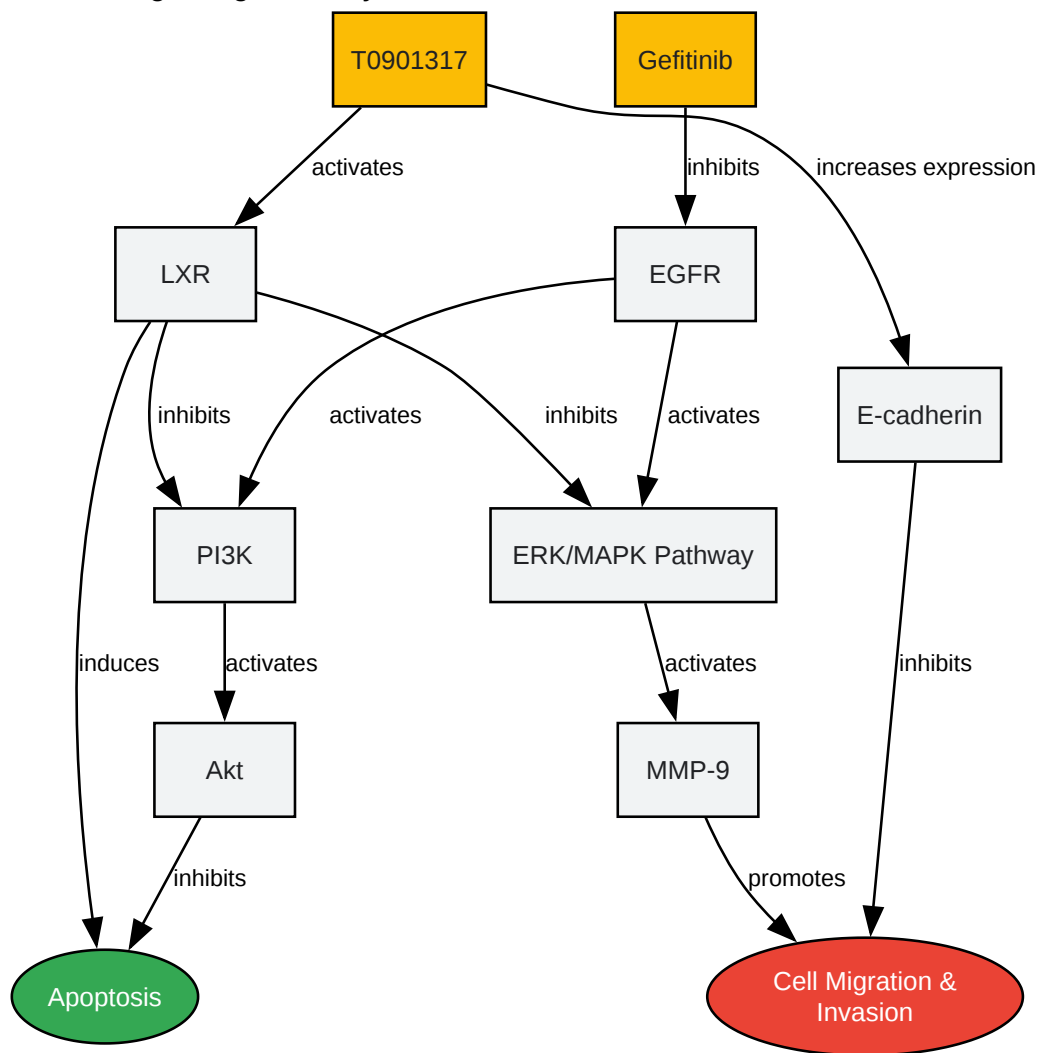 T0901317
Gefitinib
activates
inhibits
increases expression
LXR
EGFR
E-cadherin
inhibits
activates
inhibits
activates
PI3K
ERK/MAPK Pathway
induces
activates
activates
inhibits
Akt
MMP-9
inhibits
promotes
Apoptosis
Cell Migration &
Invasion